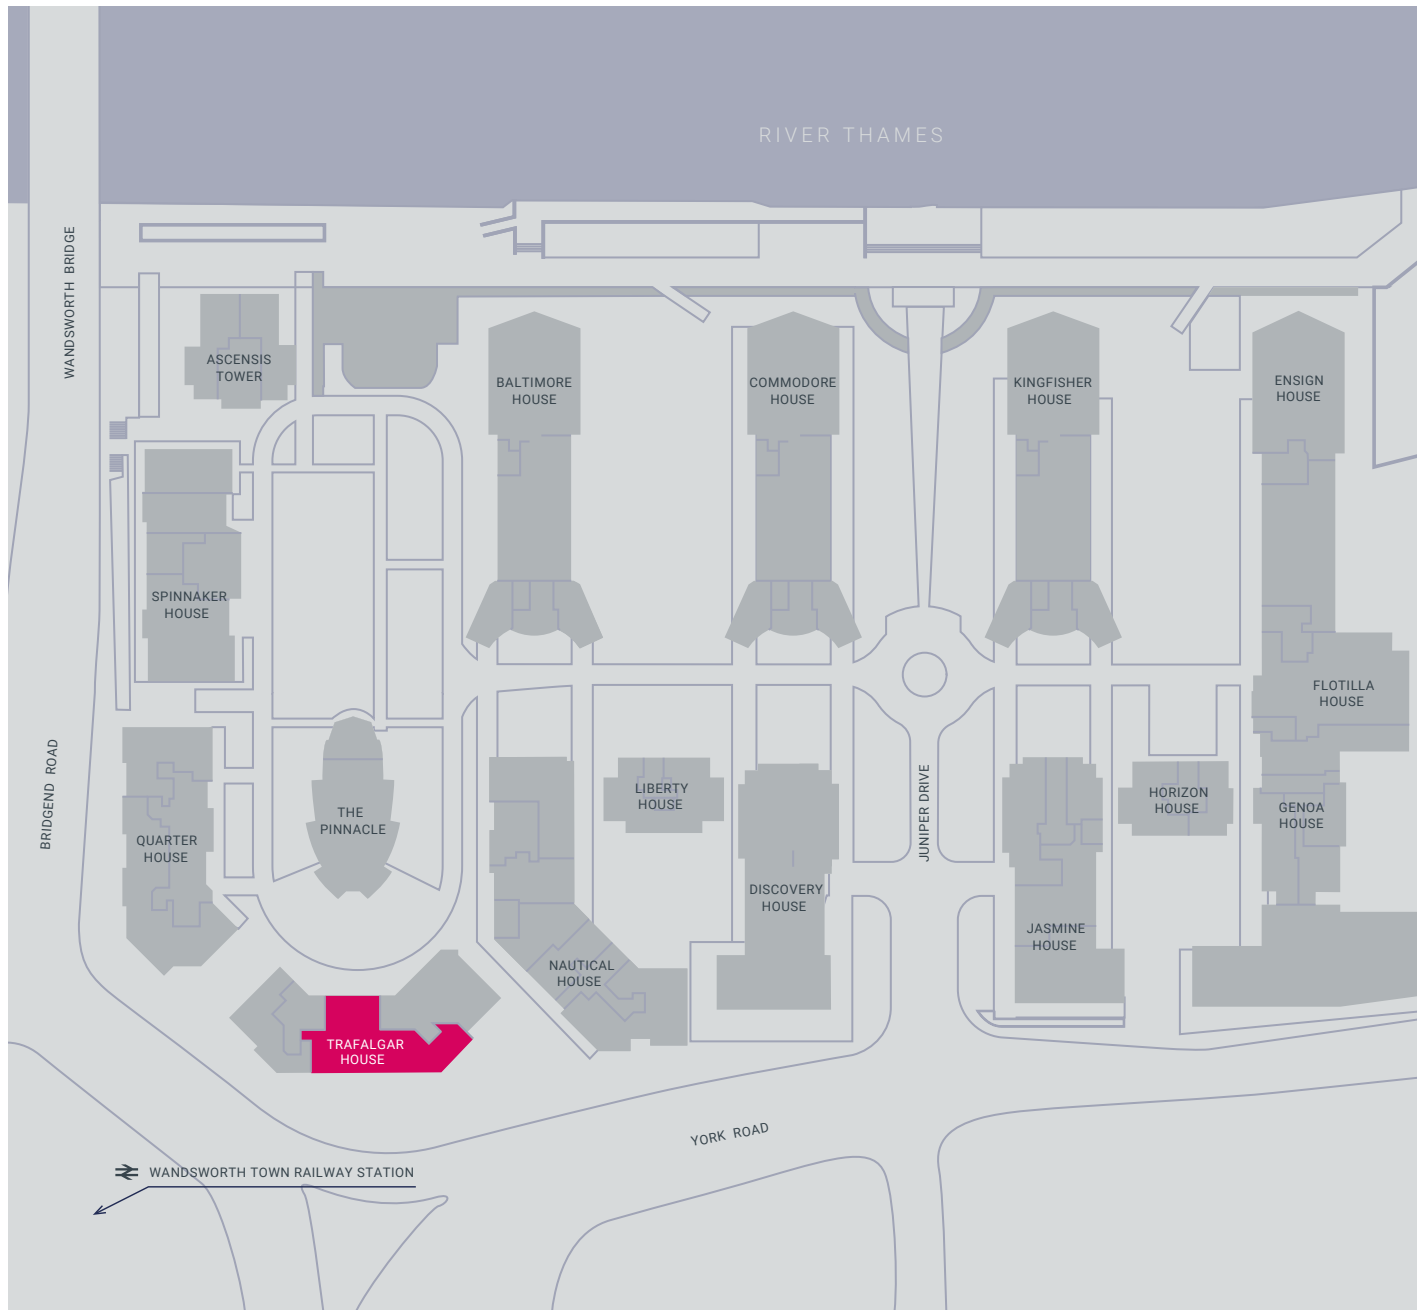 RIVER THAMES
WANDSWORTH BRIDGE
ASCENSIS
TOWER
BALTIMORE
HOUSE
COMMODORE
HOUSE
KINGFISHER
HOUSE
ENSIGN
HOUSE
SPINNAKER
HOUSE
FLOTILLA
HOUSE
BRIDGEND ROAD
QUARTER
HOUSE
THE
PINNACLE
LIBERTY
HOUSE
JUNIPER DRIVE
HORIZON
HOUSE
GENOA
HOUSE
DISCOVERY
HOUSE
JASMINE
HOUSE
NAUTICAL
HOUSE
TRAFALGAR
HOUSE
YORK ROAD
WANDSWORTH TOWN RAILWAY STATION